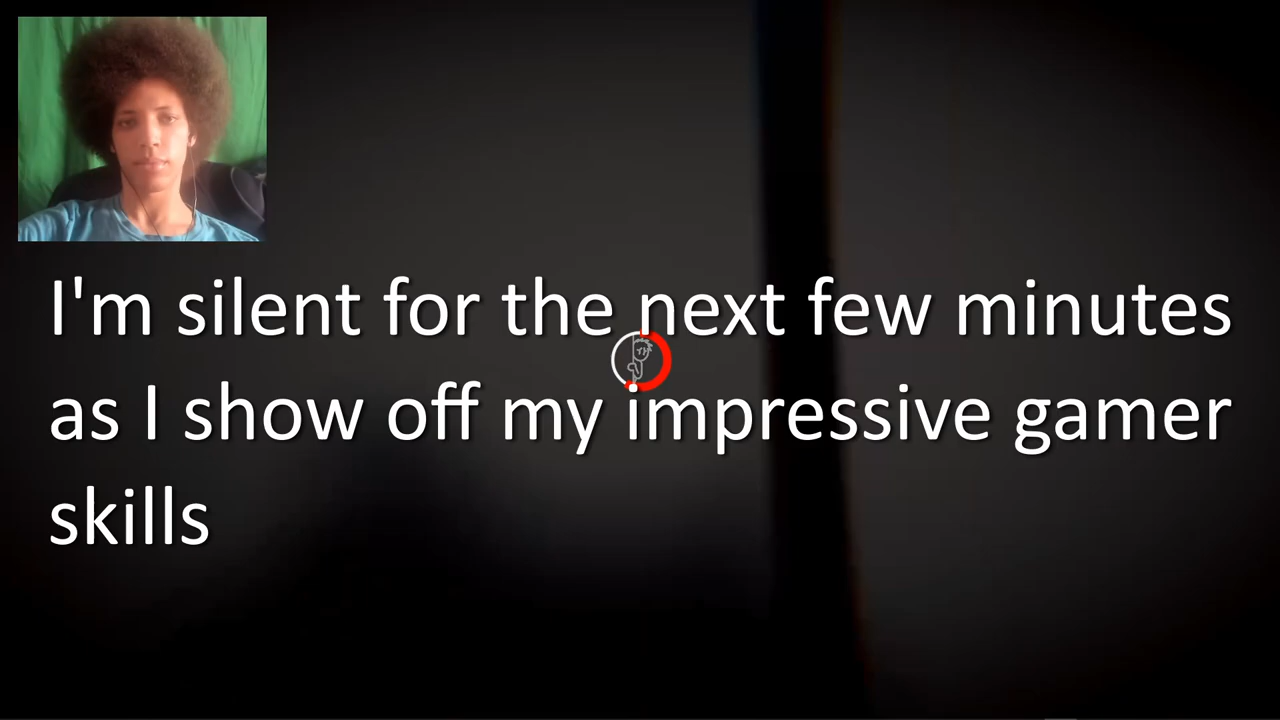 I'm silent for the next few minutes
as I show off my impressive gamer
skills